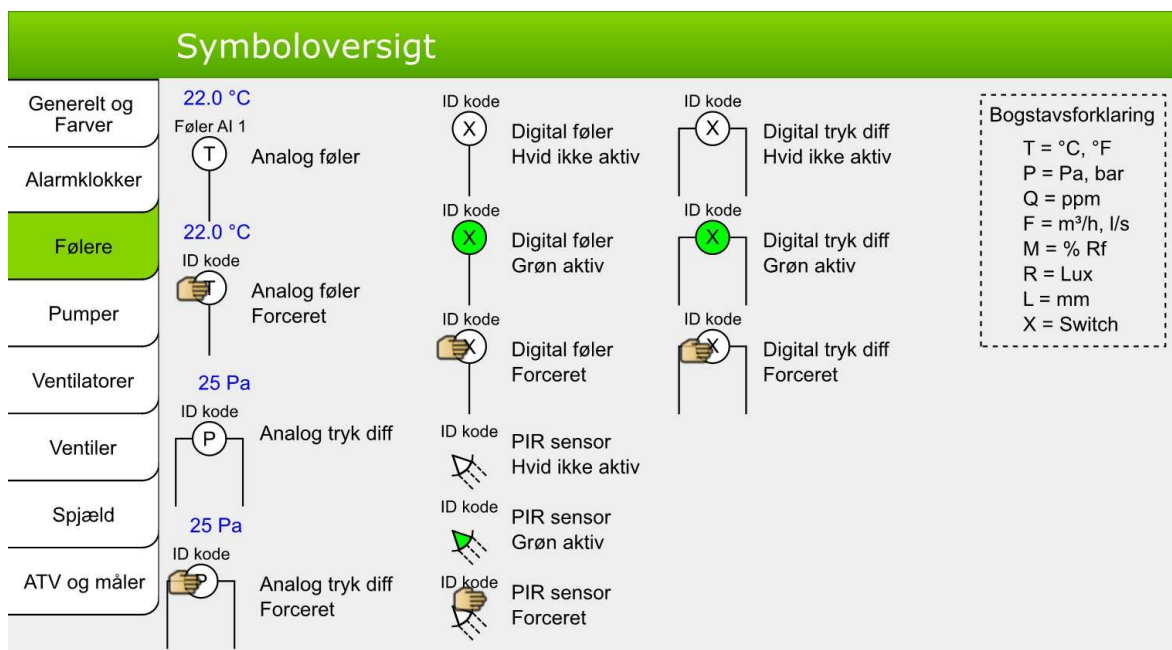 Symboloversigt
Generelt og
Farver
Alarmklokker
Følere
Pumper
Ventilatorer
Ventiler
Spjæld
ATV og måler
22.0 °C
Føler AI 1
T
Analog føler
22.0 °C
ID kode
T
Analog føler
Forceret
25 Pa
ID kode
P
Analog tryk diff
25 Pa
ID kode
P
Analog tryk diff
Forceret
ID kode
X
Digital føler
Hvid ikke aktiv
ID kode
X
Digital føler
Grøn aktiv
ID kode
X
Digital føler
Forceret
ID kode
PIR sensor
Hvid ikke aktiv
ID kode
PIR sensor
Grøn aktiv
ID kode
PIR sensor
Forceret
ID kode
X
Digital tryk diff
Hvid ikke aktiv
ID kode
X
Digital tryk diff
Grøn aktiv
ID kode
X
Digital tryk diff
Forceret
Bogstavsforklaring
T = °C, °F
P = Pa, bar
Q = ppm
F = m³/h, l/s
M = % Rf
R = Lux
L = mm
X = Switch